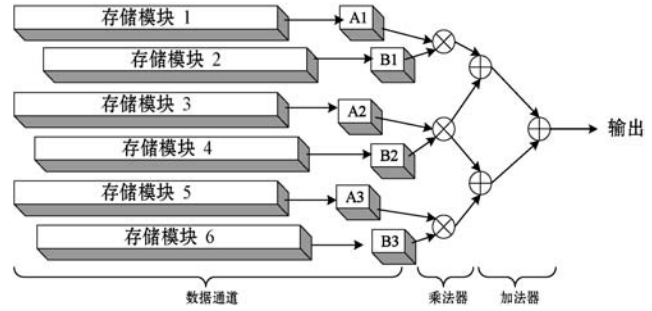 存储模块 1
A1
存储模块 2
B1
存储模块 3
A2
存储模块 4
B2
输出
存储模块 5
A3
存储模块 6
B3
数据通道
乘法器
加法器